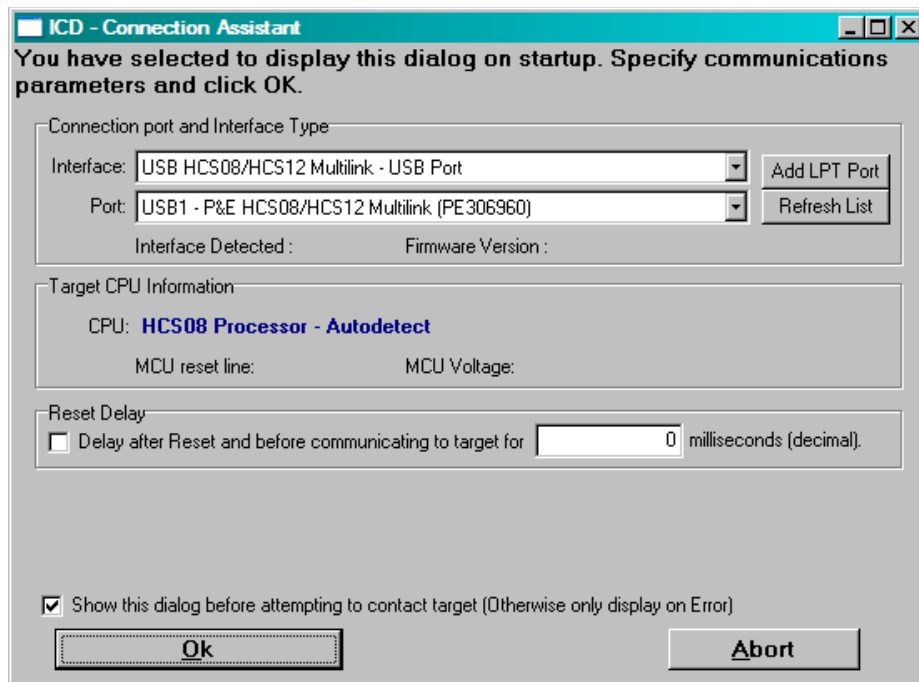 ICD - Connection Assistant
You have selected to display this dialog on startup. Specify communications
parameters and click OK.
Connection port and Interface Type
Interface: USB HCS08/HCS12 Multilink - USB Port Add LPT Port
Port: USB1 - P&E HCS08/HCS12 Multilink (PE306960) Refresh List
Interface Detected : Firmware Version :
Target CPU Information
CPU: HCS08 Processor - Autodetect
MCU reset line: MCU Voltage:
Reset Delay
Delay after Reset and before communicating to target for 0 milliseconds (decimal).
Show this dialog before attempting to contact target (Otherwise only display on Error)
Ok Abort